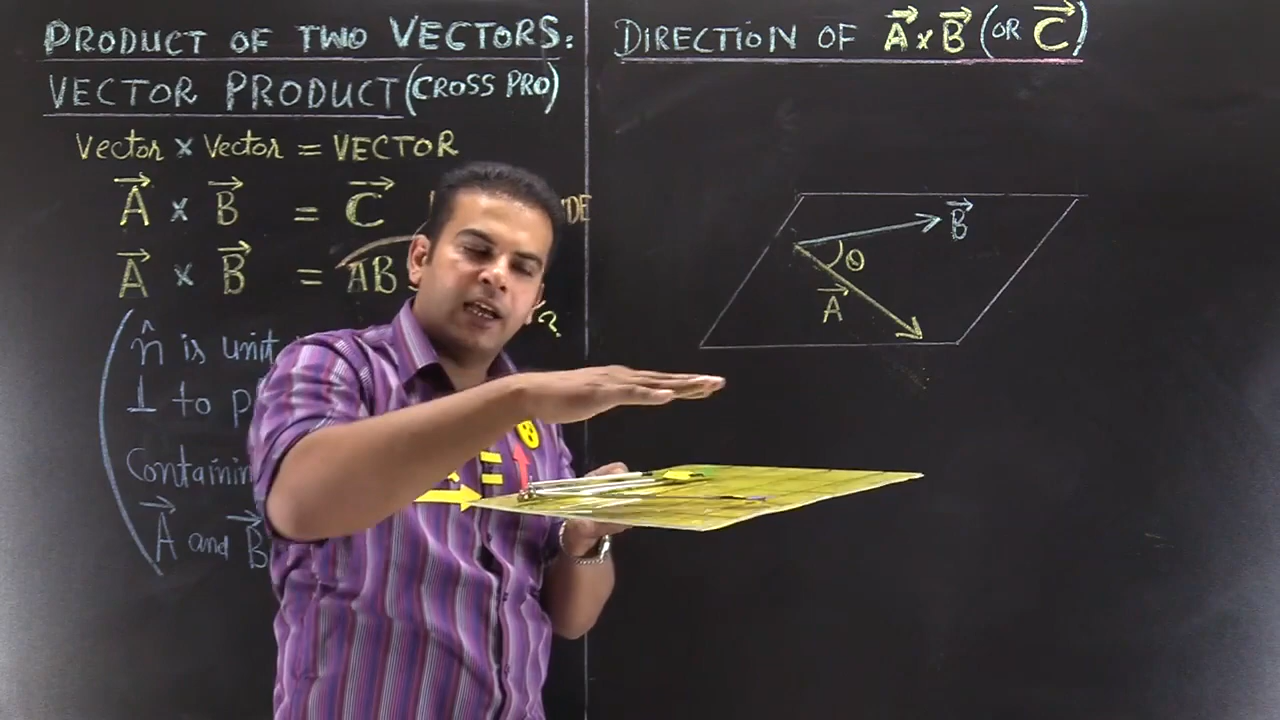 PRODUCT OF TWO VECTORS:
VECTOR PRODUCT (CROSS PRO)
Vector × Vector = VECTOR
A⃗ × B⃗ = C⃗
A⃗ × B⃗ = AB
?
n̂ is unit
⊥ to
Containin
A⃗ and B⃗
DIRECTION OF A⃗ × B⃗ (OR C⃗)
B⃗
θ
A⃗